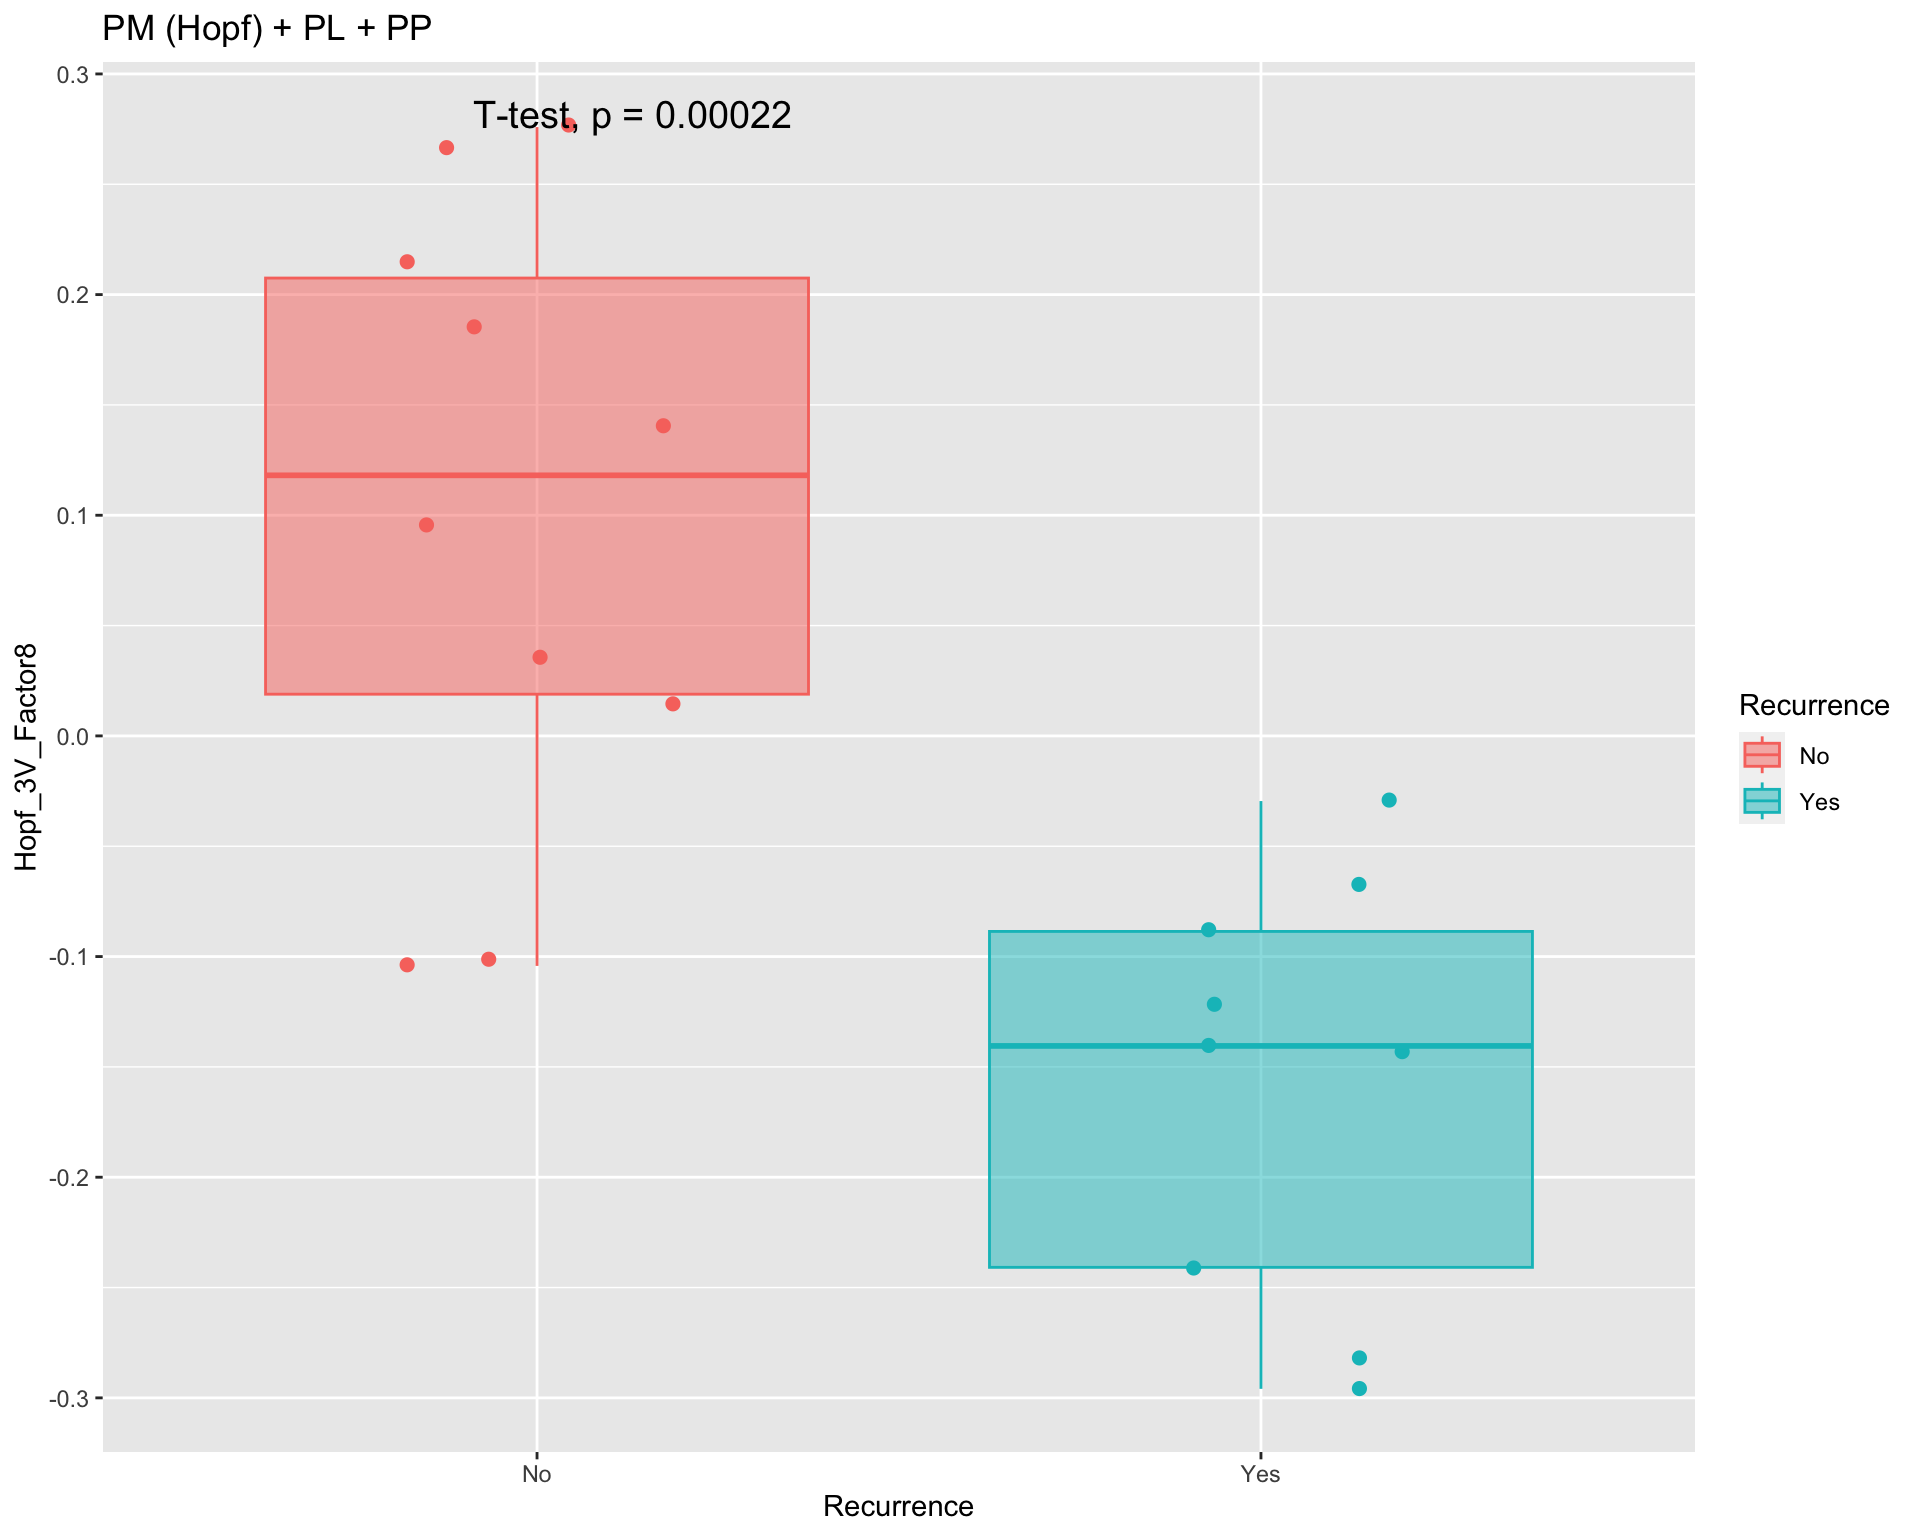 PM (Hopf) + PL + PP
T-test, p = 0.00022
0.3
0.2
0.1
0.0
-0.1
-0.2
-0.3
Hopf_3V_Factor8
No
Yes
Recurrence
Recurrence
No
Yes